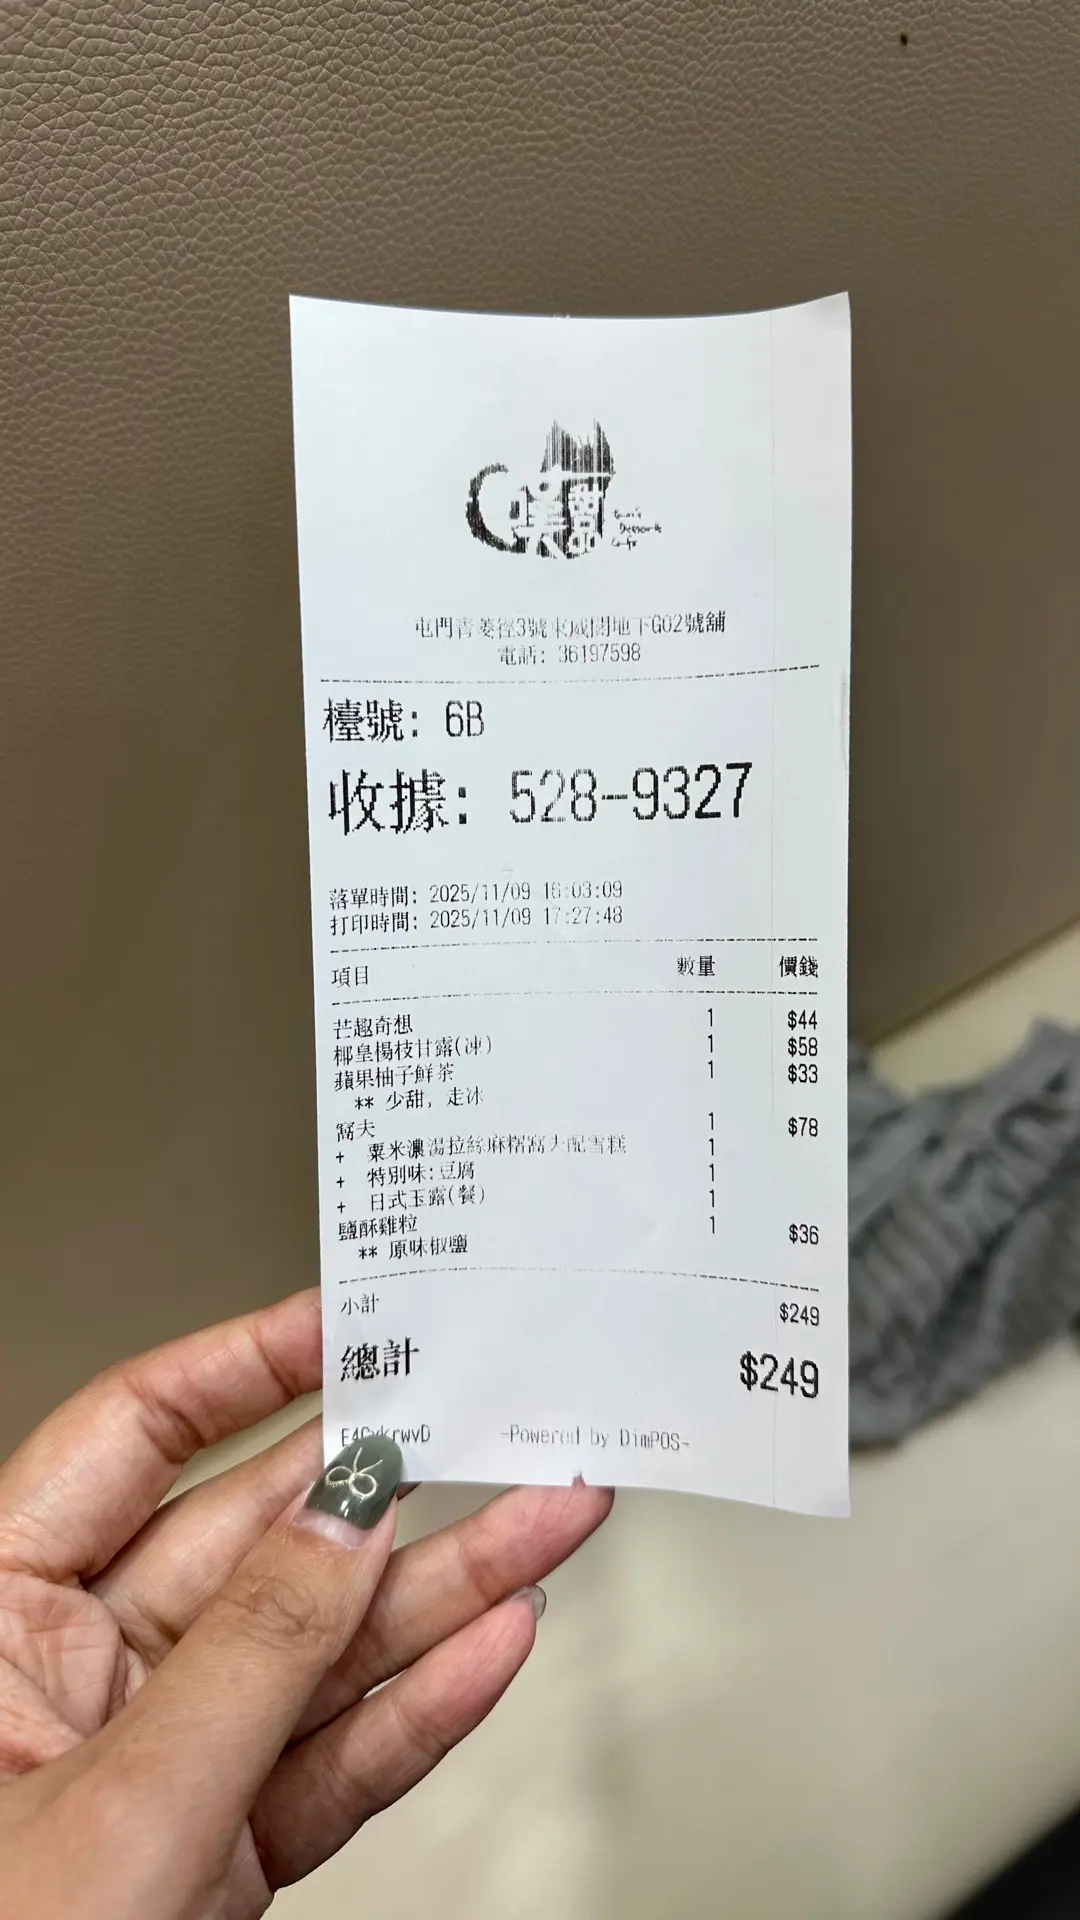 嘆甜品
屯門青菱徑3號東威閣地下G02號舖
電話: 36197598
檯號: 6B
收據: 528-9327
落單時間: 2025/11/09 16:03:09
打印時間: 2025/11/09 17:27:48
項目 數量 價錢
芒趣奇想 1 $44
椰皇楊枝甘露(凍) 1 $58
蘋果柚子鮮茶 1 $33
** 少甜, 走冰
窩夫 1 $78
+ 粟米濃湯拉絲麻糬窩夫配雪糕 1
+ 特別味:豆腐 1
+ 日式玉露(餐) 1
鹽酥雞粒 1 $36
** 原味椒鹽
小計 $249
總計 $249
-Powered by DimPOS-